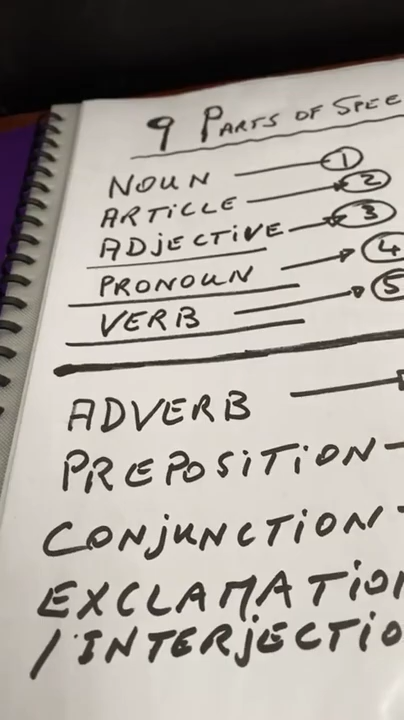 9 PARTS OF SPEE
NOUN 1
ARTICLE 2
ADJECTIVE 3
PRONOUN 4
VERB 5
ADVERB
PREPOSITION
CONJUNCTION
EXCLAMATIO
/INTERJECTIO